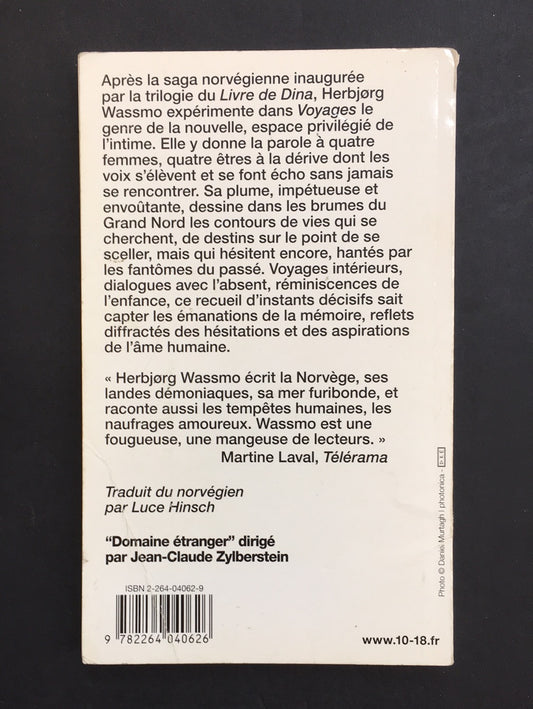 Après la saga norvégienne inaugurée
par la trilogie du Livre de Dina, Herbjørg
Wassmo expérimente dans Voyages le
genre de la nouvelle, espace privilégié de
l'intime. Elle y donne la parole à quatre
femmes, quatre êtres à la dérive dont les
voix s'élèvent et se font écho sans jamais
se rencontrer. Sa plume, impétueuse et
envoûtante, dessine dans les brumes du
Grand Nord les contours de vies qui se
cherchent, de destins sur le point de se
sceller, mais qui hésitent encore, hantés par
les fantômes du passé. Voyages intérieurs,
dialogues avec l'absent, réminiscences de
l'enfance, ce recueil d'instants décisifs sait
capter les émanations de la mémoire, reflets
diffractés des hésitations et des aspirations
de l'âme humaine.
« Herbjørg Wassmo écrit la Norvège, ses
landes démoniaques, sa mer furibonde, et
raconte aussi les tempêtes humaines, les
naufrages amoureux. Wassmo est une
fougueuse, une mangeuse de lecteurs. »
Martine Laval, Télérama
Traduit du norvégien
par Luce Hinsch
"Domaine étranger" dirigé
par Jean-Claude Zylberstein
ISBN 2-264-04062-9
9 782264 040626
www.10-18.fr
Photo © Daniel Murtagh / photonica -